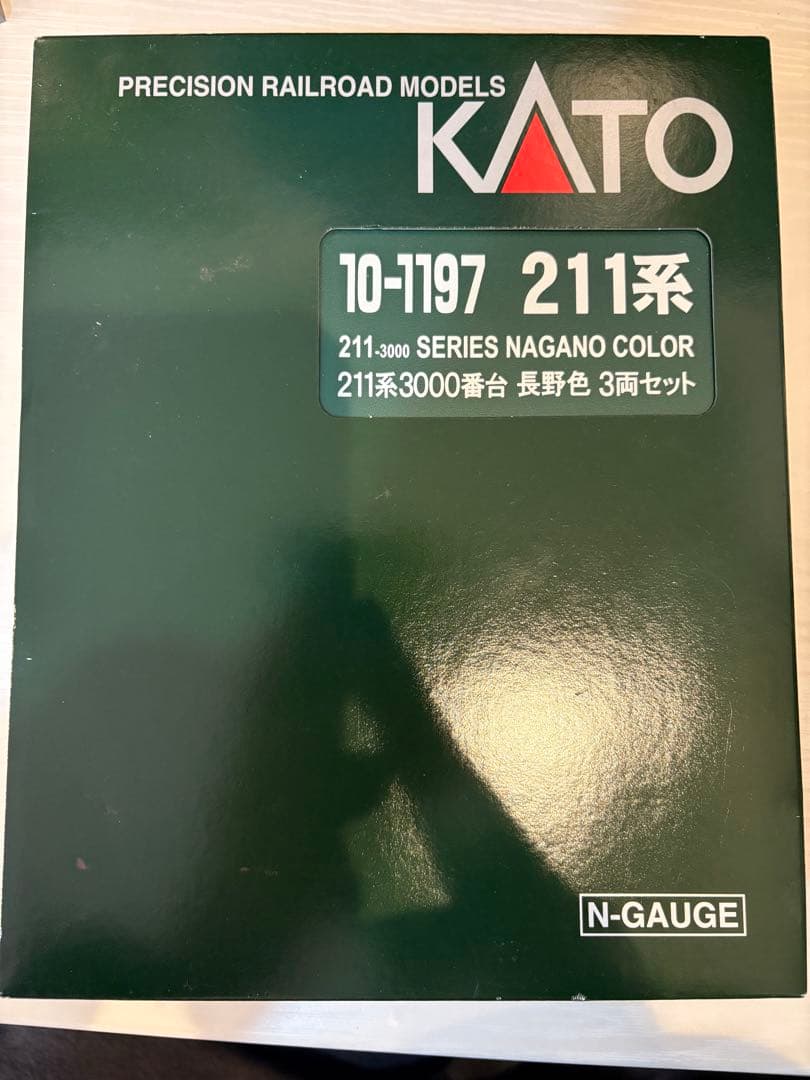 PRECISION RAILROAD MODELS
KATO
10-1197 211系
211-3000 SERIES NAGANO COLOR
211系3000番台 長野色 3両セット
N-GAUGE